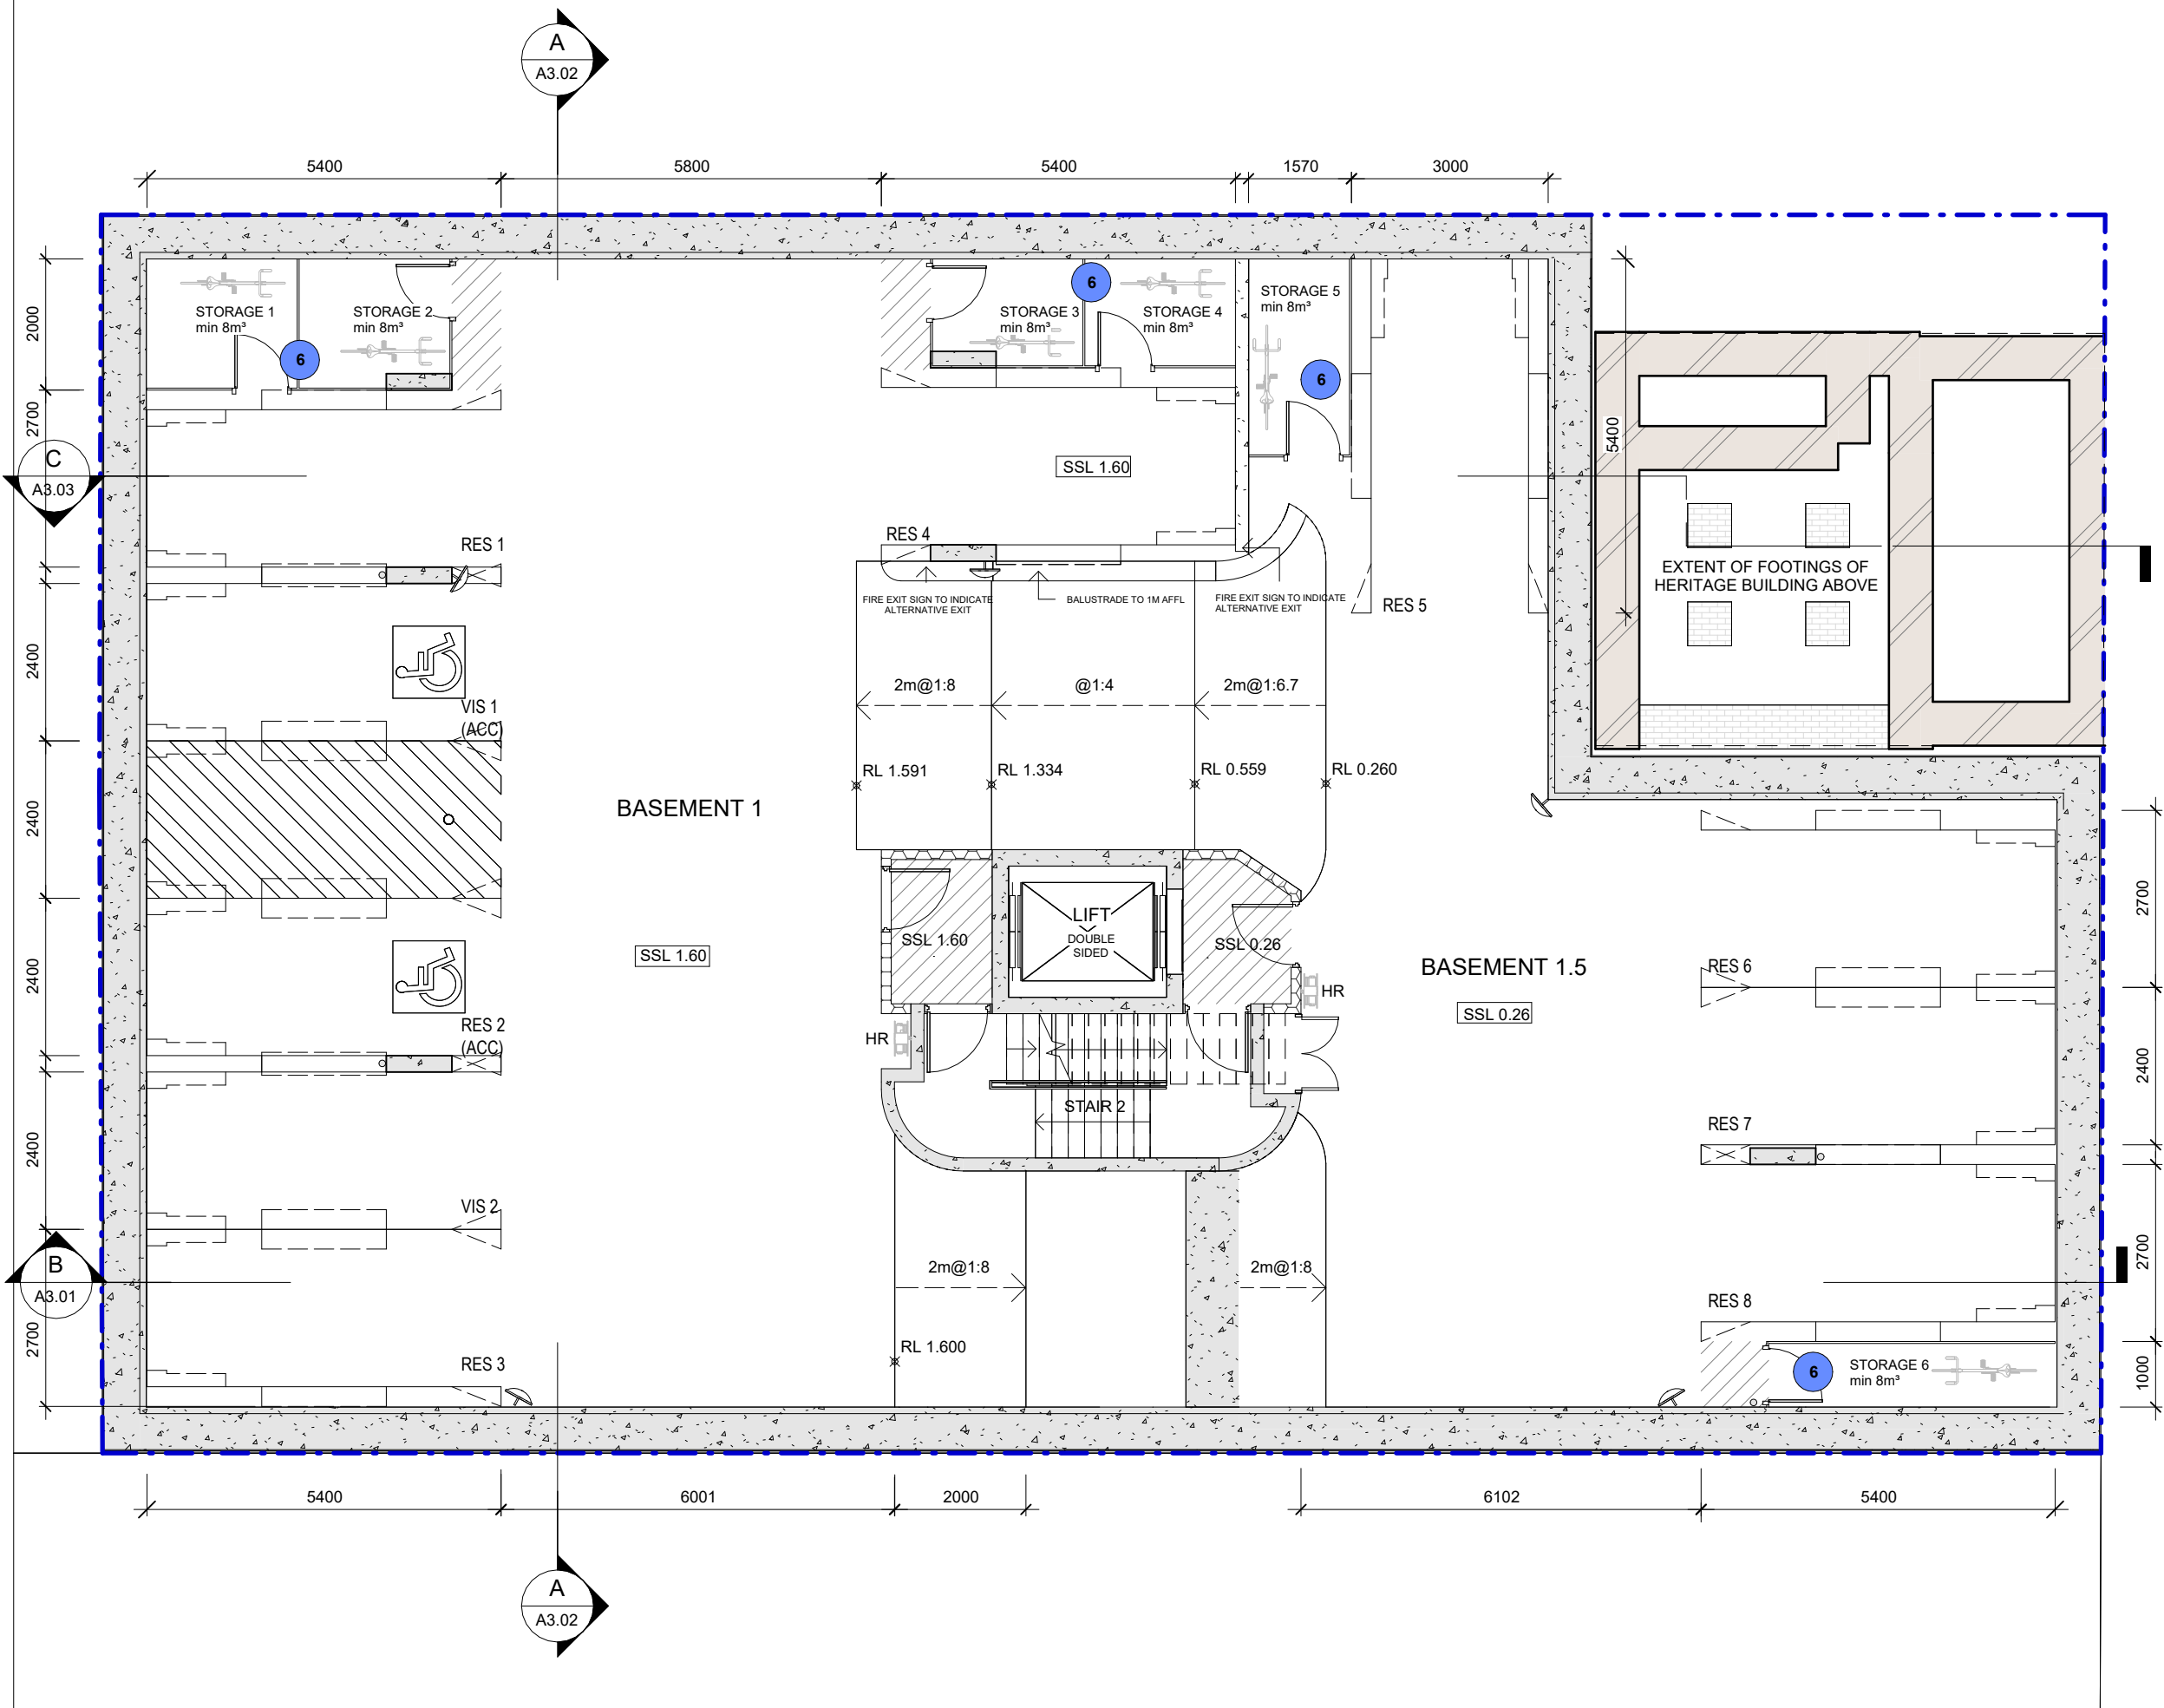 A
A3.02
5400
5800
5400
1570
3000
STORAGE 1
min 8m³
STORAGE 2
min 8m³
STORAGE 3
min 8m³
STORAGE 4
min 8m³
STORAGE 5
min 8m³
6
6
6
2000
2700
2400
2400
2400
2400
2700
C
A3.03
SSL 1.60
5400
RES 1
RES 4
FIRE EXIT SIGN TO INDICATE
ALTERNATIVE EXIT
BALUSTRADE TO 1M AFFL
FIRE EXIT SIGN TO INDICATE
ALTERNATIVE EXIT
RES 5
EXTENT OF FOOTINGS OF
HERITAGE BUILDING ABOVE
VIS 1
(ACC)
2m@1:8
@1:4
2m@1:6.7
RL 1.591
RL 1.334
RL 0.559
RL 0.260
BASEMENT 1
SSL 1.60
SSL 1.60
LIFT
DOUBLE
SIDED
SSL 0.26
BASEMENT 1.5
SSL 0.26
HR
HR
RES 2
(ACC)
STAIR 2
RES 6
RES 7
2700
2400
2700
1000
VIS 2
B
A3.01
2m@1:8
2m@1:8
RL 1.600
RES 3
RES 8
6
STORAGE 6
min 8m³
5400
6001
2000
6102
5400
A
A3.02